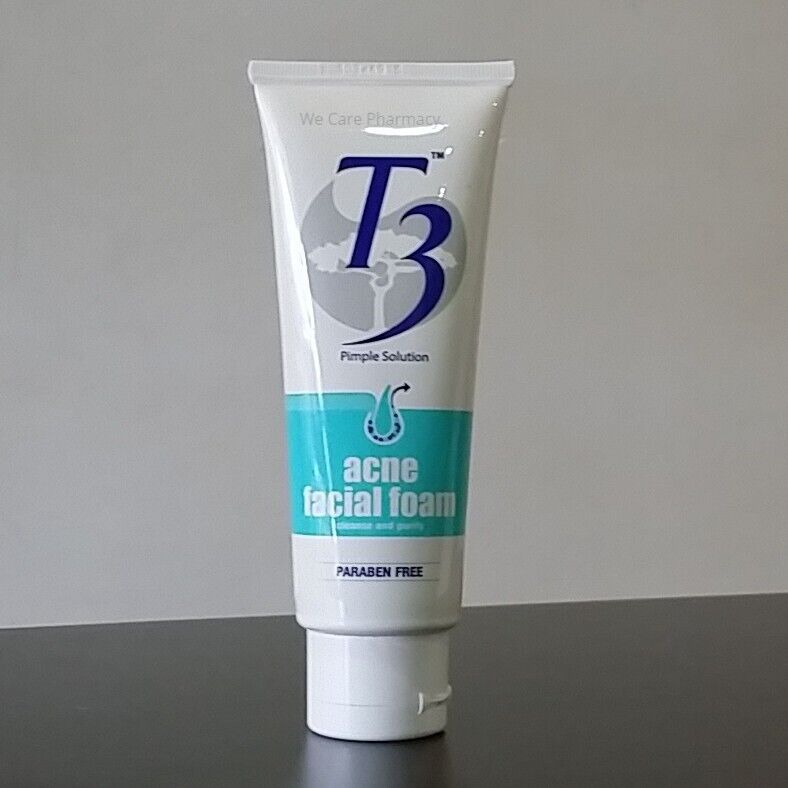 We Care Pharmacy
T3™
Pimple Solution
acne
facial foam
cleanse and purify
PARABEN FREE